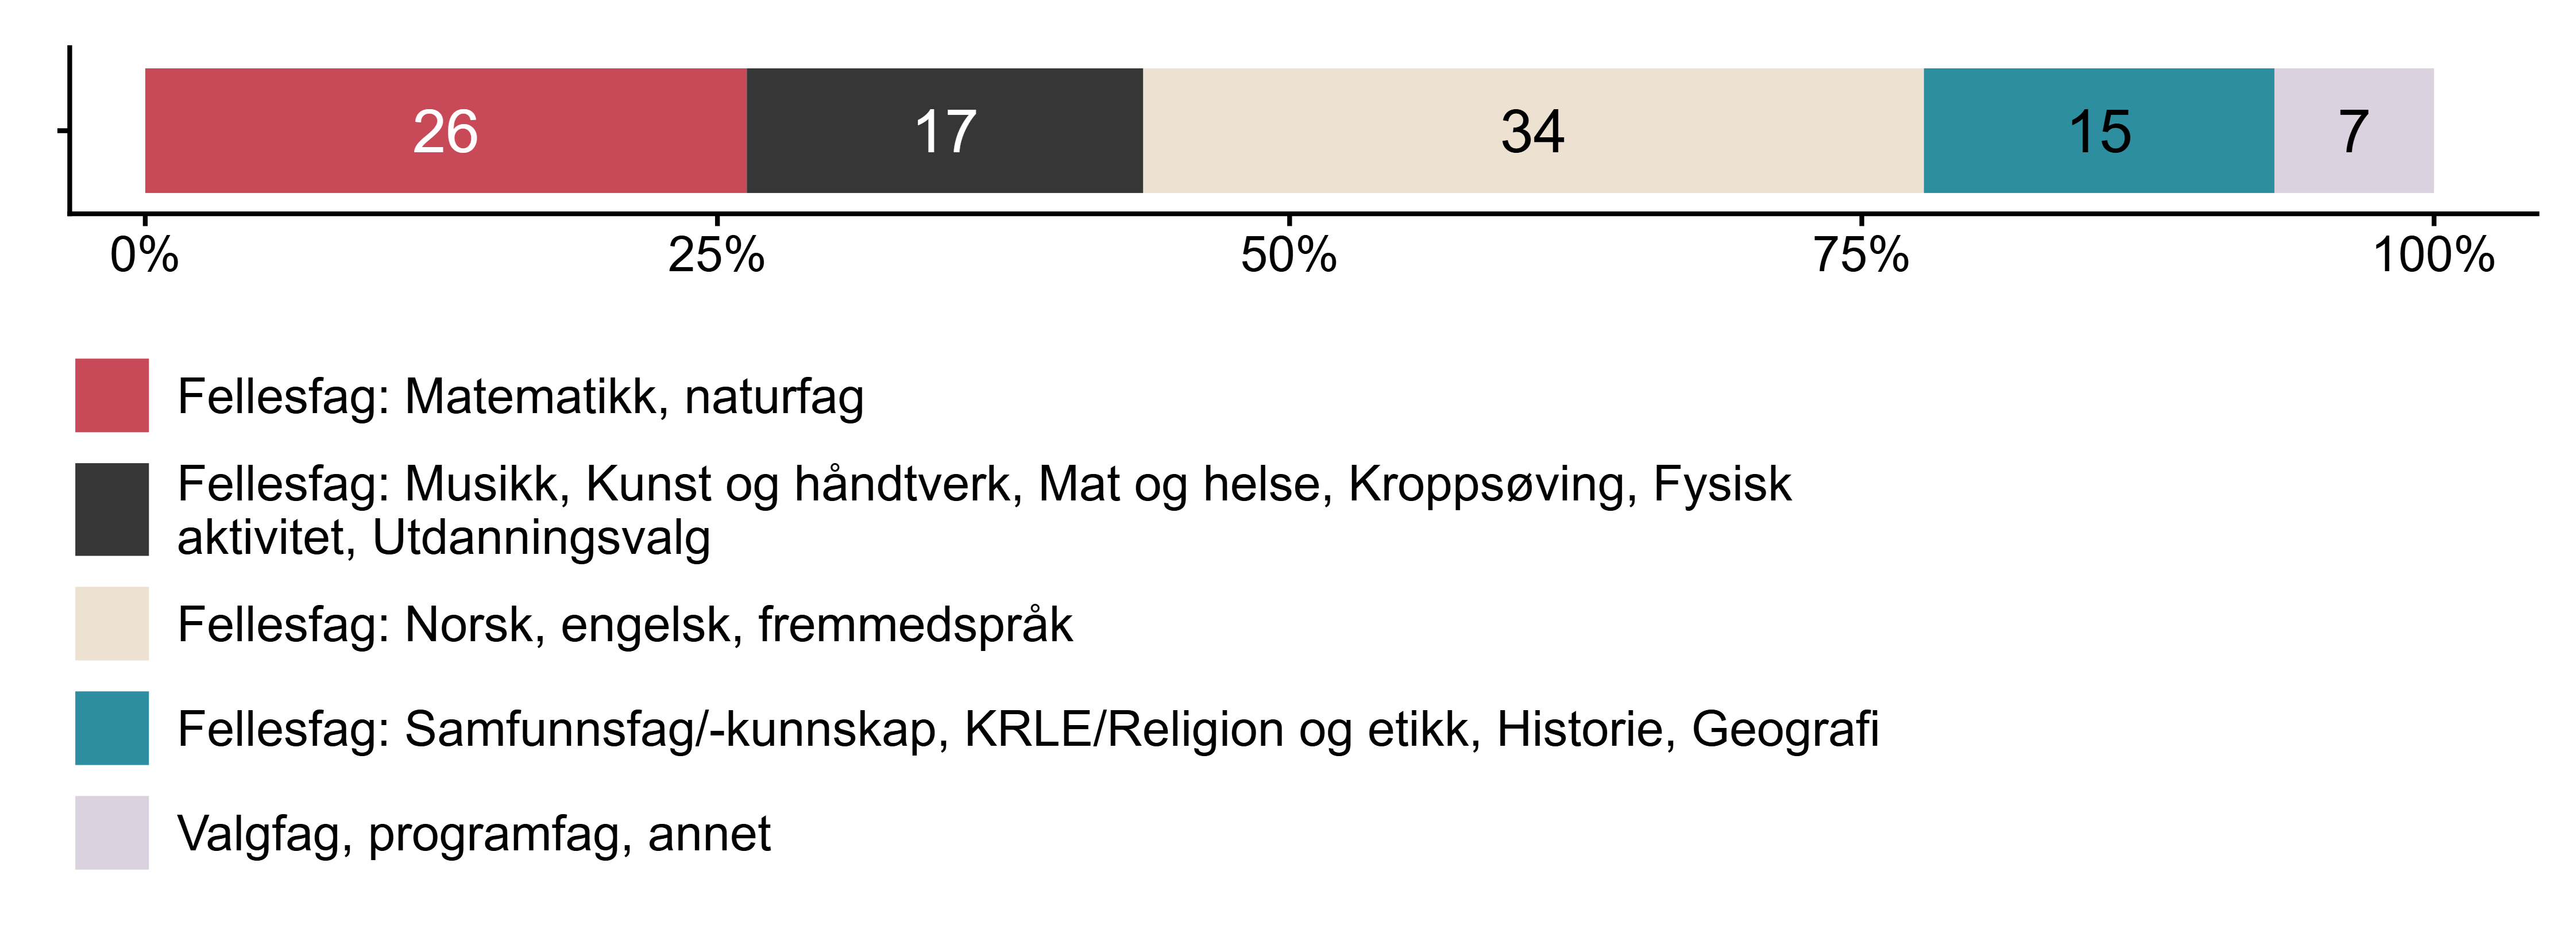 26 17 34 15 7
0% 25% 50% 75% 100%
Fellesfag: Matematikk, naturfag
Fellesfag: Musikk, Kunst og håndtverk, Mat og helse, Kroppsøving, Fysisk
aktivitet, Utdanningsvalg
Fellesfag: Norsk, engelsk, fremmedspråk
Fellesfag: Samfunnsfag/-kunnskap, KRLE/Religion og etikk, Historie, Geografi
Valgfag, programfag, annet